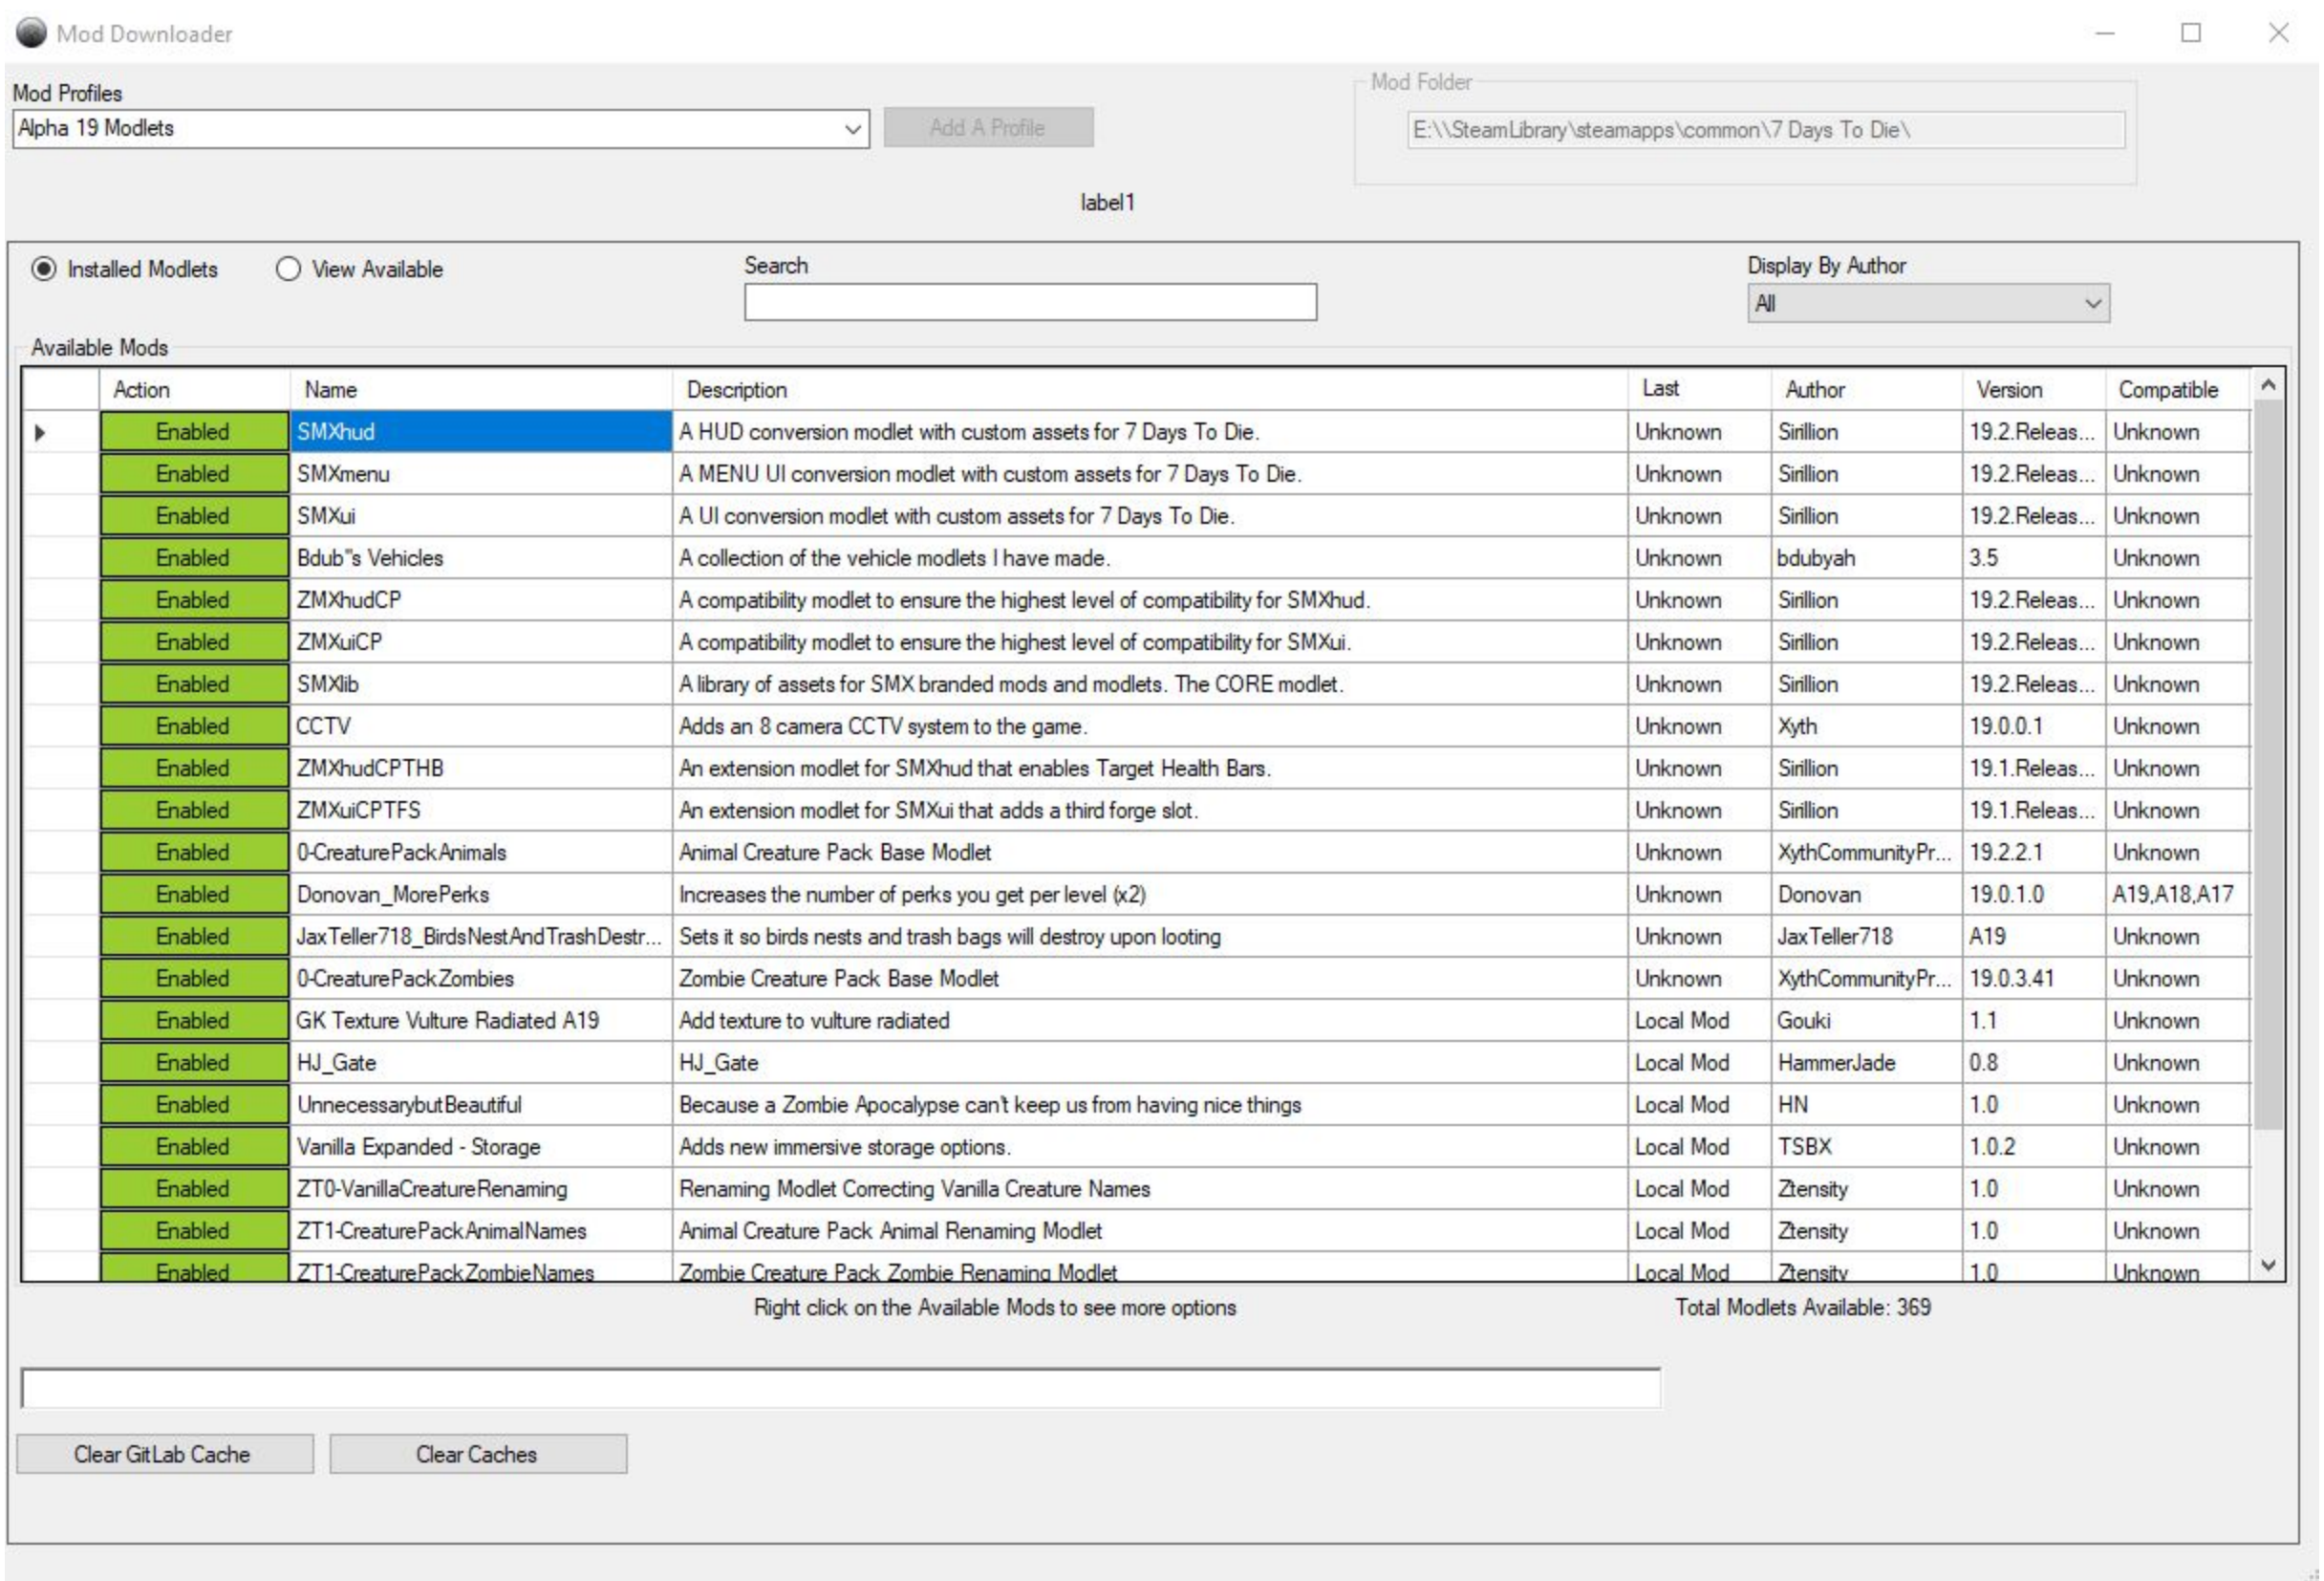 Mod Downloader
Mod Profiles
Alpha 19 Modlets
Add A Profile
Mod Folder
E:\\SteamLibrary\steamapps\common\7 Days To Die\
label1
Installed Modlets View Available
Search
Display By Author
All
Available Mods
Action Name Description Last Author Version Compatible
Enabled SMXhud A HUD conversion modlet with custom assets for 7 Days To Die. Unknown Sirillion 19.2.Releas... Unknown
Enabled SMXmenu A MENU UI conversion modlet with custom assets for 7 Days To Die. Unknown Sirillion 19.2.Releas... Unknown
Enabled SMXui A UI conversion modlet with custom assets for 7 Days To Die. Unknown Sirillion 19.2.Releas... Unknown
Enabled Bdub"s Vehicles A collection of the vehicle modlets I have made. Unknown bdubyah 3.5 Unknown
Enabled ZMXhudCP A compatibility modlet to ensure the highest level of compatibility for SMXhud. Unknown Sirillion 19.2.Releas... Unknown
Enabled ZMXuiCP A compatibility modlet to ensure the highest level of compatibility for SMXui. Unknown Sirillion 19.2.Releas... Unknown
Enabled SMXlib A library of assets for SMX branded mods and modlets. The CORE modlet. Unknown Sirillion 19.2.Releas... Unknown
Enabled CCTV Adds an 8 camera CCTV system to the game. Unknown Xyth 19.0.0.1 Unknown
Enabled ZMXhudCPTHB An extension modlet for SMXhud that enables Target Health Bars. Unknown Sirillion 19.1.Releas... Unknown
Enabled ZMXuiCPTFS An extension modlet for SMXui that adds a third forge slot. Unknown Sirillion 19.1.Releas... Unknown
Enabled 0-CreaturePackAnimals Animal Creature Pack Base Modlet Unknown XythCommunityPr... 19.2.2.1 Unknown
Enabled Donovan_MorePerks Increases the number of perks you get per level (x2) Unknown Donovan 19.0.1.0 A19,A18,A17
Enabled JaxTeller718_BirdsNestAndTrashDestr... Sets it so birds nests and trash bags will destroy upon looting Unknown JaxTeller718 A19 Unknown
Enabled 0-CreaturePackZombies Zombie Creature Pack Base Modlet Unknown XythCommunityPr... 19.0.3.41 Unknown
Enabled GK Texture Vulture Radiated A19 Add texture to vulture radiated Local Mod Gouki 1.1 Unknown
Enabled HJ_Gate HJ_Gate Local Mod HammerJade 0.8 Unknown
Enabled UnnecessarybutBeautiful Because a Zombie Apocalypse can't keep us from having nice things Local Mod HN 1.0 Unknown
Enabled Vanilla Expanded - Storage Adds new immersive storage options. Local Mod TSBX 1.0.2 Unknown
Enabled ZT0-VanillaCreatureRenaming Renaming Modlet Correcting Vanilla Creature Names Local Mod Ztensity 1.0 Unknown
Enabled ZT1-CreaturePackAnimalNames Animal Creature Pack Animal Renaming Modlet Local Mod Ztensity 1.0 Unknown
Enabled ZT1-CreaturePackZombieNames Zombie Creature Pack Zombie Renaming Modlet Local Mod Ztensity 1.0 Unknown
Right click on the Available Mods to see more options
Total Modlets Available: 369
Clear GitLab Cache Clear Caches